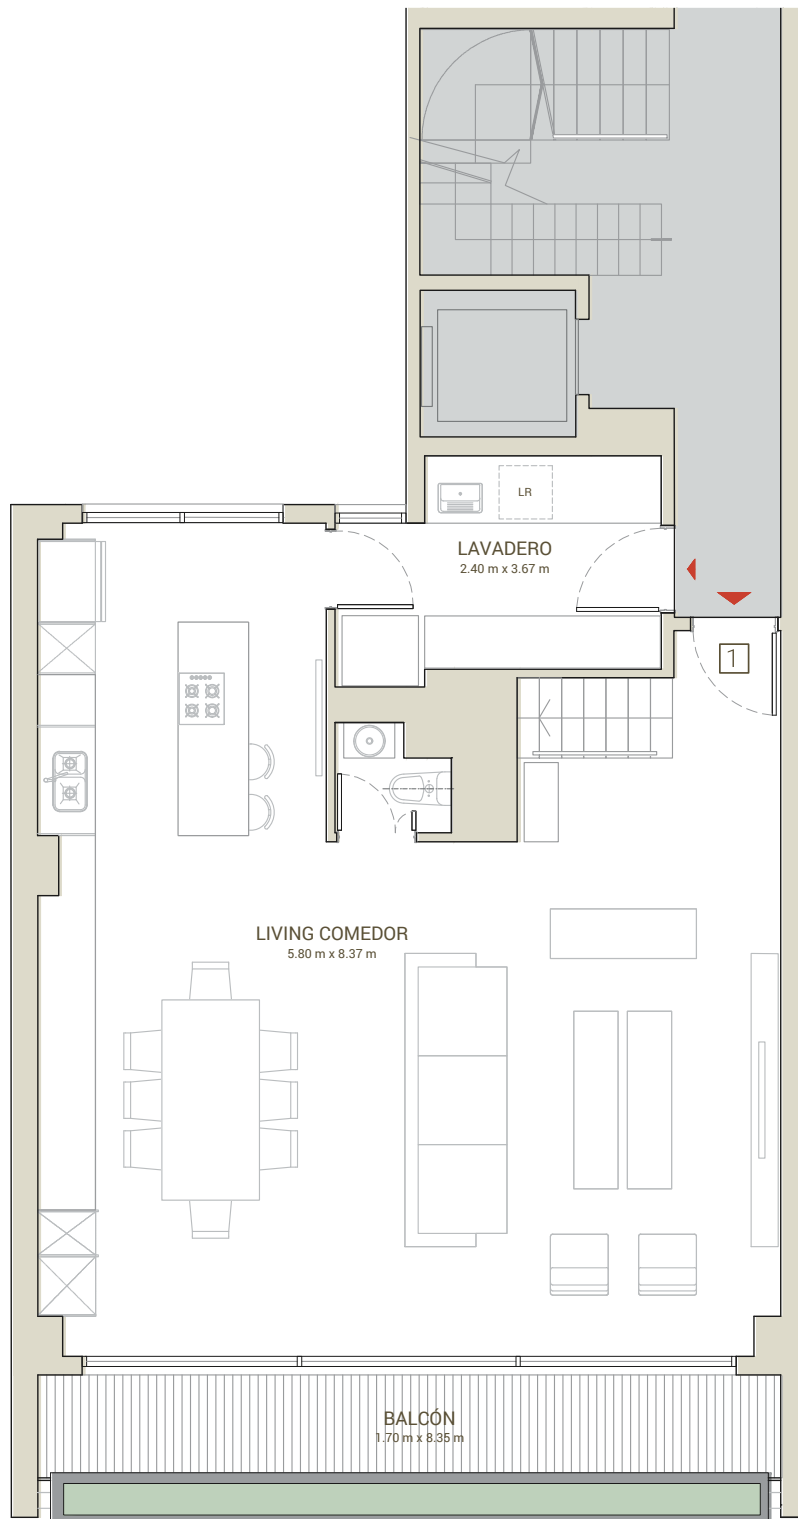 LR
LAVADERO
2.40 m x 3.67 m
1
LIVING COMEDOR
5.80 m x 8.37 m
BALCÓN
1.70 m x 8.35 m